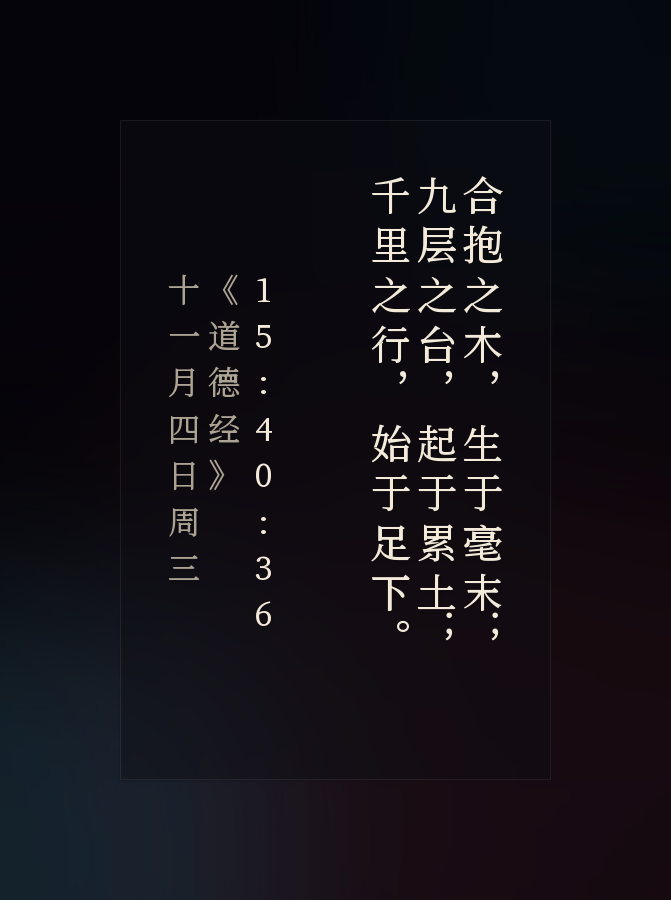 合抱之木，生于毫末；
九层之台，起于累土；
千里之行，始于足下。
15:40:36
《道德经》
十一月四日周三